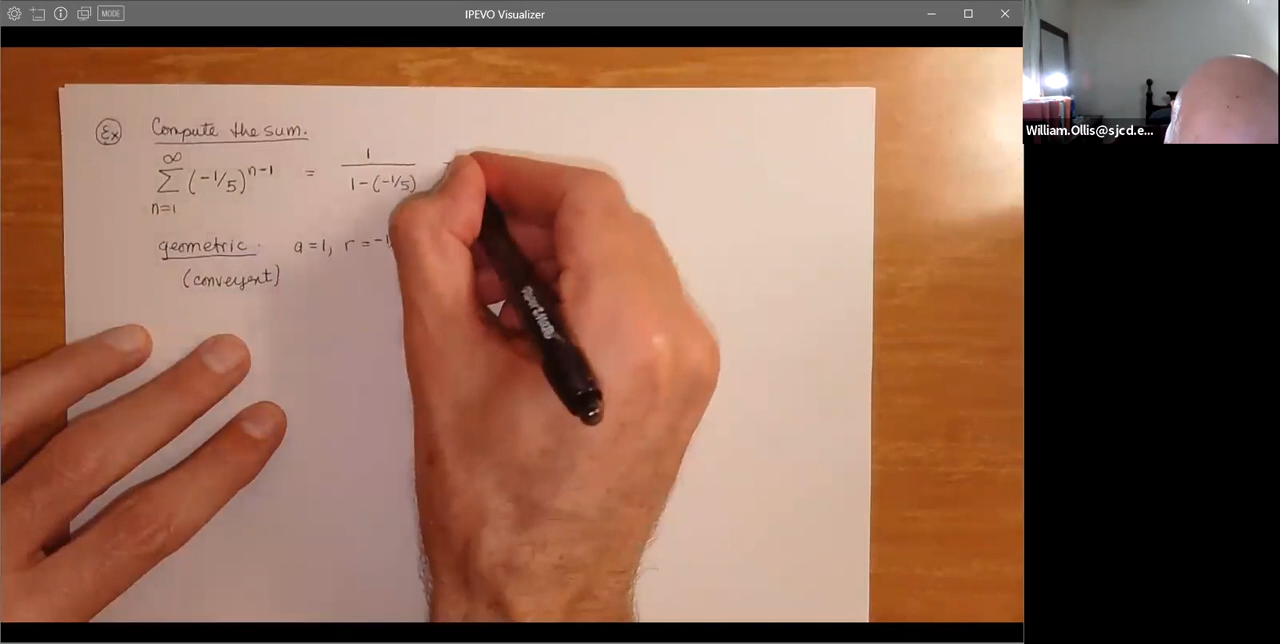 MODE
IPEVO Visualizer
Ex Compute the sum.
∞
∑ (-1/5)^{n-1} = 1 / (1-(-1/5))
n=1
geometric. a=1, r=-1
(convergent)
William.Ollis@sjcd.e...